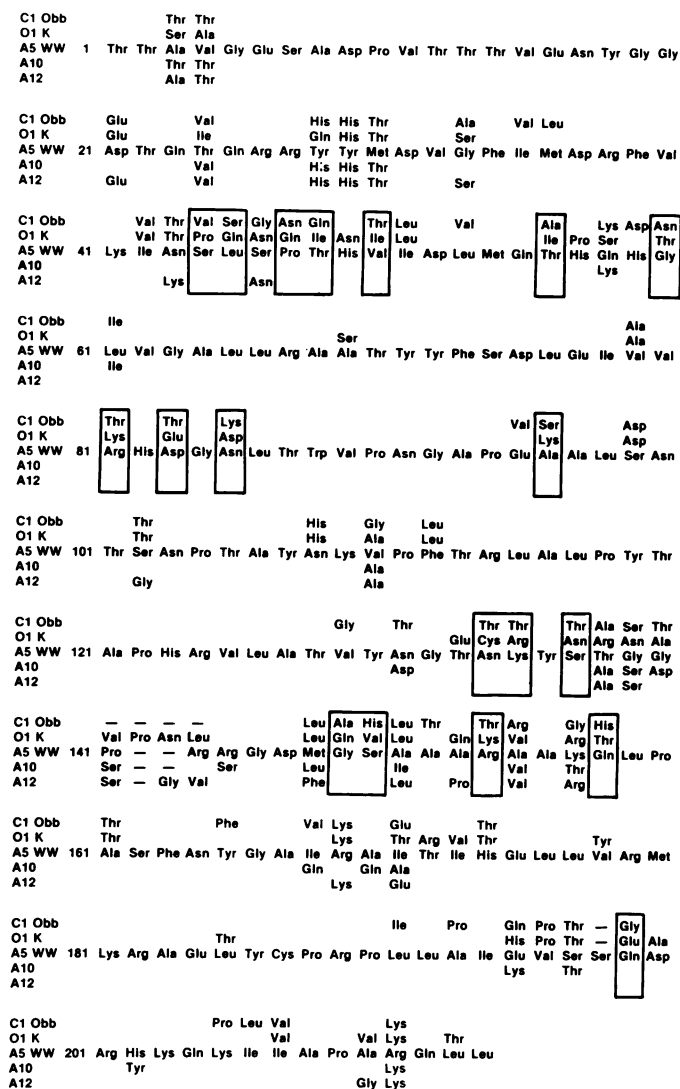 C1 Obb Thr Thr
O1 K Ser Ala
A5 WW 1 Thr Thr Ala Val Gly Glu Ser Ala Asp Pro Val Thr Thr Thr Val Glu Asn Tyr Gly Gly
A10 Thr Thr
A12 Ala Thr
C1 Obb Glu Val His His Thr Ala Val Leu
O1 K Glu Ile Gln His Thr Ser
A5 WW 21 Asp Thr Gln Thr Gln Arg Arg Tyr Tyr Met Asp Val Gly Phe Ile Met Asp Arg Phe Val
A10 Val His His Thr
A12 Glu Val His His Thr Ser
C1 Obb Val Thr Val Ser Gly Asn Gln Thr Leu Val Ala Lys Asp Asn
O1 K Val Thr Pro Gln Asn Gln Ile Asn Ile Leu Ile Pro Ser Thr
A5 WW 41 Lys Ile Asn Ser Leu Ser Pro Thr His Val Ile Asp Leu Met Gln Thr His Gln His Gly
A10 Lys
A12 Lys Asn
C1 Obb Ile Ala
O1 K Ser Ala
A5 WW 61 Leu Val Gly Ala Leu Leu Arg Ala Ala Thr Tyr Tyr Phe Ser Asp Leu Glu Ile Val Val
A10 Ile
A12
C1 Obb Thr Thr Lys Val Ser Asp
O1 K Lys Glu Asp Lys Asp
A5 WW 81 Arg His Asp Gly Asn Leu Thr Trp Val Pro Asn Gly Ala Pro Glu Ala Ala Leu Ser Asn
A10
A12
C1 Obb Thr His Gly Leu
O1 K Thr His Ala Leu
A5 WW 101 Thr Ser Asn Pro Thr Ala Tyr Asn Lys Val Pro Phe Thr Arg Leu Ala Leu Pro Tyr Thr
A10 Ala
A12 Gly Ala
C1 Obb Gly Thr Thr Thr Thr Ala Ser Thr
O1 K Glu Cys Arg Asn Arg Asn Ala
A5 WW 121 Ala Pro His Arg Val Leu Ala Thr Val Tyr Asn Gly Thr Asn Lys Tyr Ser Thr Gly Gly
A10 Asp Ala Ser Asp
A12 Ala Ser
C1 Obb — — — — Leu Ala His Leu Thr Thr Arg Gly His
O1 K Val Pro Asn Leu Leu Gln Val Leu Gln Lys Val Arg Thr
A5 WW 141 Pro — — Arg Arg Gly Asp Met Gly Ser Ala Ala Ala Arg Ala Ala Lys Gln Leu Pro
A10 Ser — — Ser Leu Ile Val Thr
A12 Ser — Gly Val Phe Leu Pro Val Arg
C1 Obb Thr Phe Val Lys Glu Thr
O1 K Thr Lys Thr Arg Val Thr Tyr
A5 WW 161 Ala Ser Phe Asn Tyr Gly Ala Ile Arg Ala Ile Thr Ile His Glu Leu Leu Val Arg Met
A10 Gln Gln Ala
A12 Lys Glu
C1 Obb Ile Pro Gln Pro Thr — Gly
O1 K Thr His Pro Thr — Glu Ala
A5 WW 181 Lys Arg Ala Glu Leu Tyr Cys Pro Arg Pro Leu Leu Ala Ile Glu Val Ser Ser Gln Asp
A10 Lys Thr
A12
C1 Obb Pro Leu Val Lys
O1 K Val Val Lys Thr
A5 WW 201 Arg His Lys Gln Lys Ile Ile Ala Pro Ala Arg Gln Leu Leu
A10 Tyr Lys
A12 Gly Lys